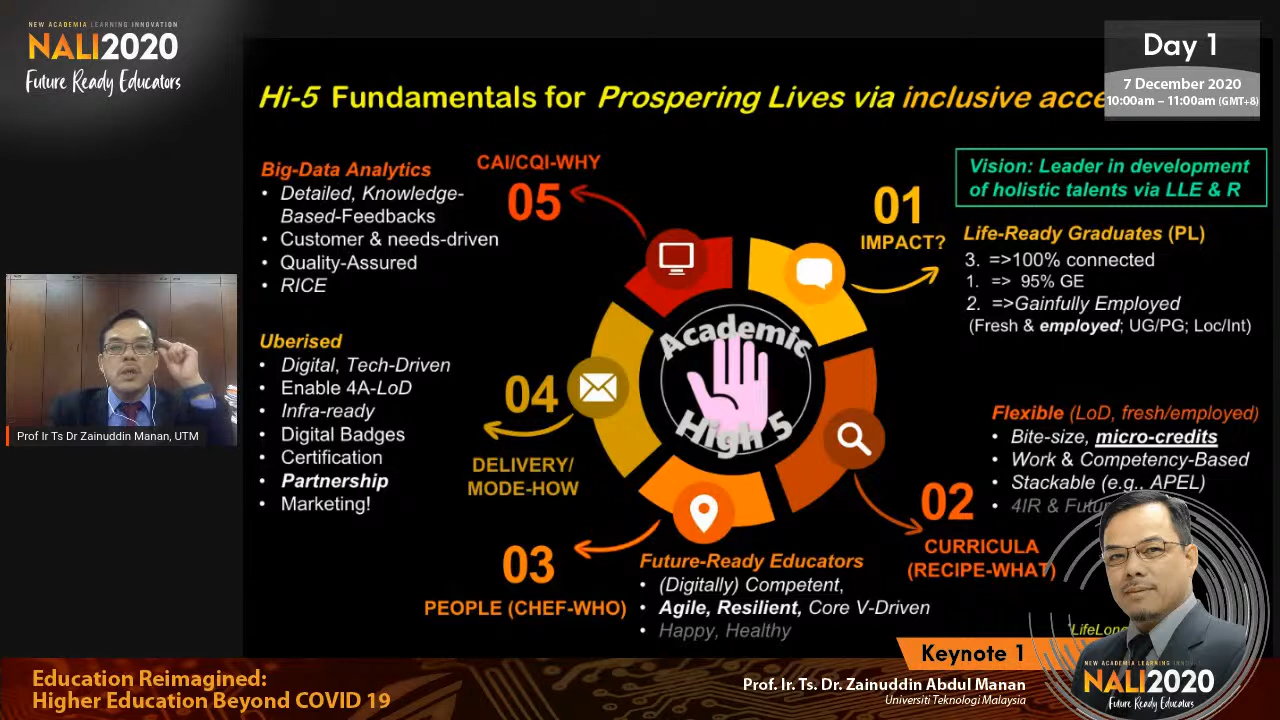 NEW ACADEMIA LEARNING INNOVATION
NALI2020
Future Ready Educators
Day 1
7 December 2020
10:00am – 11:00am (GMT+8)
Hi-5 Fundamentals for Prospering Lives via inclusive
Big-Data Analytics
• Detailed, Knowledge-
Based-Feedbacks
• Customer & needs-driven
• Quality-Assured
• RICE
CAI/CQI-WHY
05
01
IMPACT?
Vision: Leader in development
of holistic talents via LLE & R
Life-Ready Graduates (PL)
3. =>100% connected
1. => 95% GE
2. =>Gainfully Employed
(Fresh & employed; UG/PG; Loc/Int)
Uberised
• Digital, Tech-Driven
• Enable 4A-LoD
• Infra-ready
• Digital Badges
• Certification
• Partnership
• Marketing!
04
DELIVERY/
MODE-HOW
Academic
High 5
Flexible (LoD, fresh/employed)
• Bite-size, micro-credits
• Work & Competency-Based
• Stackable (e.g., APEL)
• 4IR &
02
CURRICULA
(RECIPE-WHAT)
03
PEOPLE (CHEF-WHO)
Future-Ready Educators
• (Digitally) Competent,
• Agile, Resilient, Core V-Driven
• Happy, Healthy
Prof Ir Ts Dr Zainuddin Manan, UTM
Keynote 1
Education Reimagined:
Higher Education Beyond COVID 19
Prof. Ir. Ts. Dr. Zainuddin Abdul Manan
Universiti Teknologi Malaysia
NEW ACADEMIA LEARNING
NALI2020
Future Ready Educators